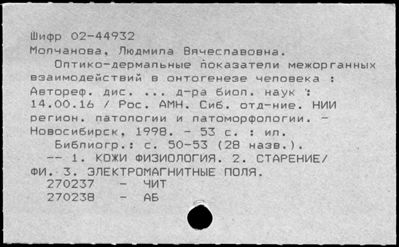 Шифр 02-44932
Молчанова, Людмила Вячеславовна.
Оптико-дермальные показатели межорганных
взаимодействий в онтогенезе человека :
Автореф. дис. ... д-ра биол. наук :
14.00.16 / Рос. АМН. Сиб. отд-ние. НИИ
регион. патологии и патоморфологии. -
Новосибирск, 1998. - 53 с. : ил.
Библиогр.: с. 50-53 (28 назв.).
-- 1. КОЖИ ФИЗИОЛОГИЯ. 2. СТАРЕНИЕ/
ФИ. 3. ЭЛЕКТРОМАГНИТНЫЕ ПОЛЯ.
270237 - ЧИТ
270238 - АБ